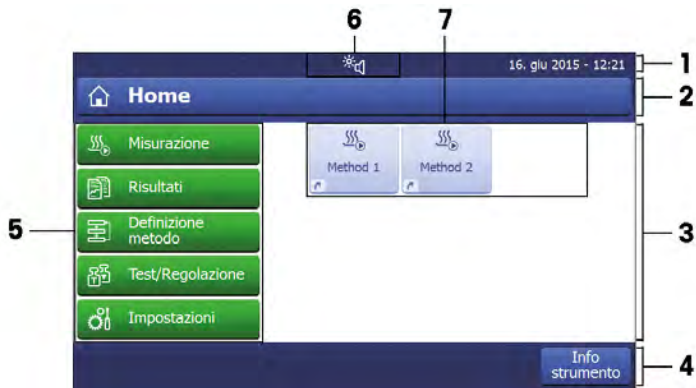 6 7
16. giu 2015 - 12:21 1
Home 2
Misurazione
Method 1 Method 2
Risultati
5 Definizione
metodo
3
Test/Regolazione
Impostazioni
Info
strumento
4